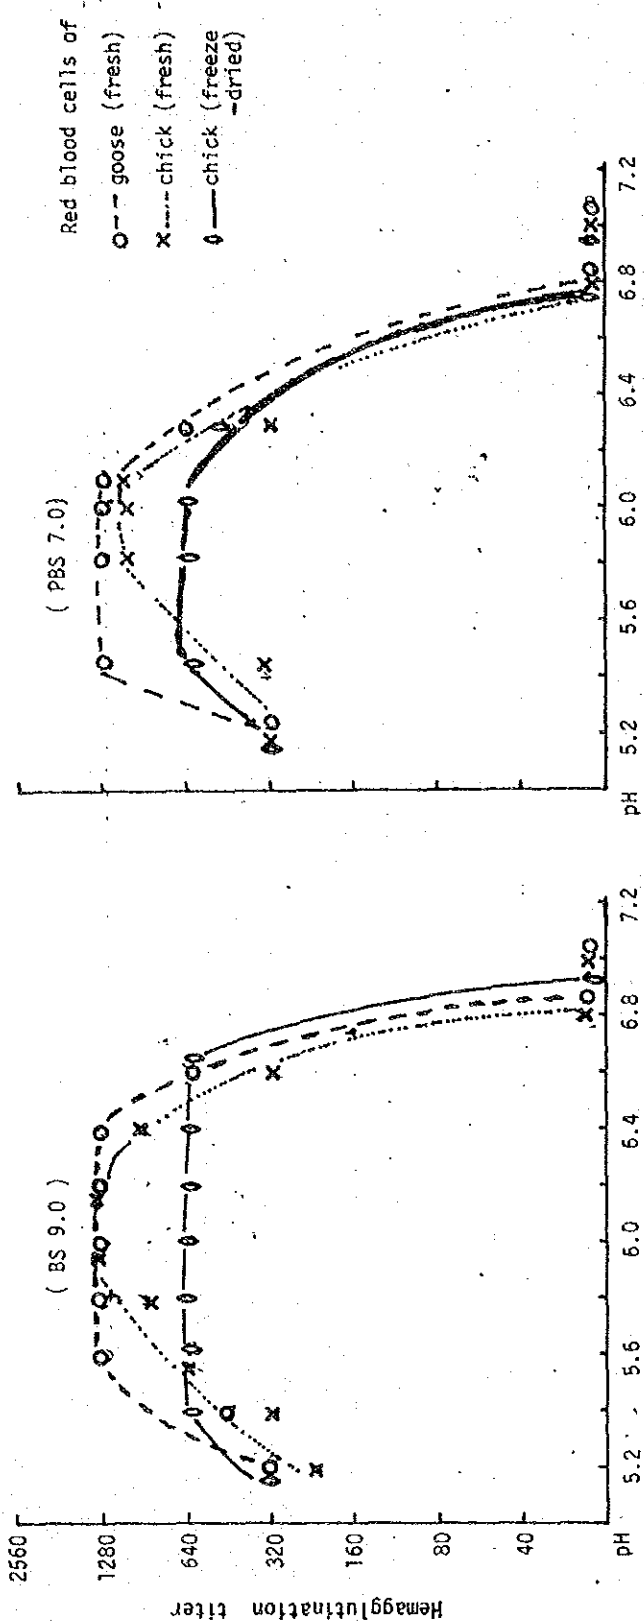 Red blood cells of
o-- goose (fresh)
x---- chick (fresh)
0— chick (freeze
-dried)
( BS 9.0 )
( PBS 7.0)
Hemagglutination titer
2560
1280
640
320
160
80
40
pH 5.2 5.6 6.0 6.4 6.8 7.2
pH 5.2 5.6 6.0 6.4 6.8 7.2